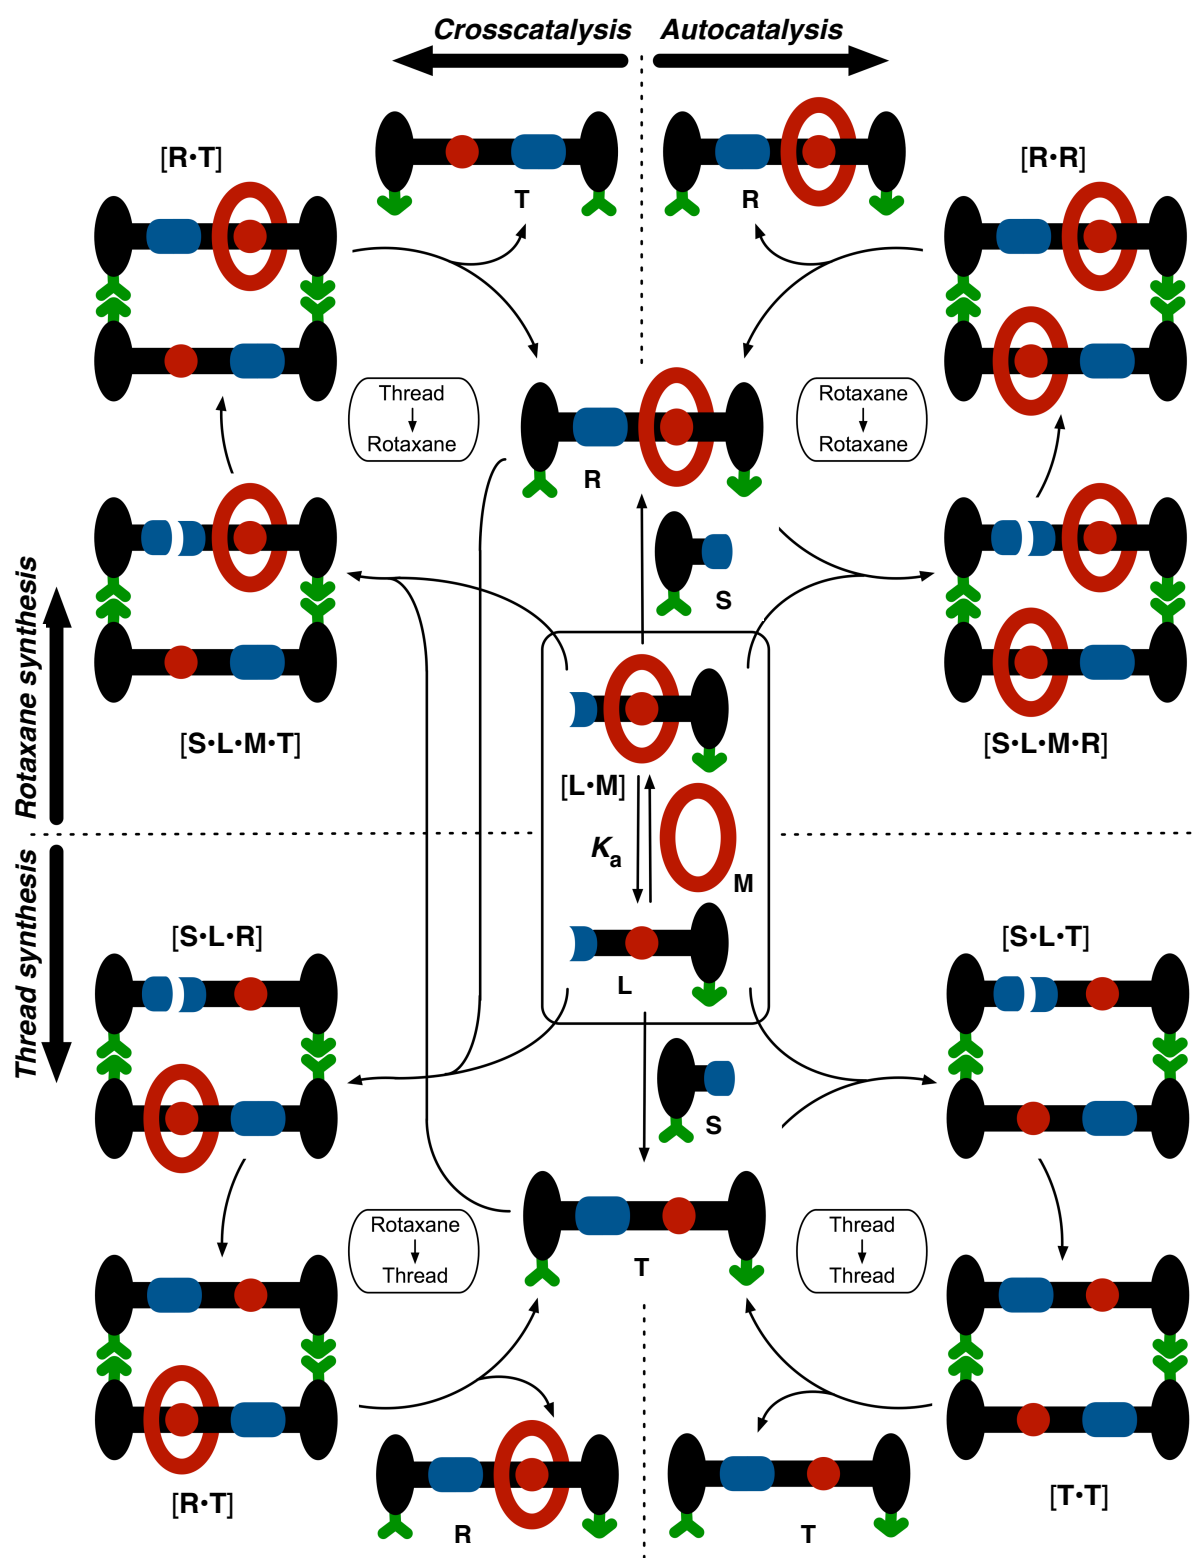 Crosscatalysis Autocatalysis
[R•T]
T
R
[R•R]
Thread
Rotaxane
Rotaxane
Rotaxane
R
S
[S•L•M•T]
[S•L•M•R]
Rotaxane synthesis
[L•M]
Ka
M
Thread synthesis
[S•L•R]
L
[S•L•T]
S
Rotaxane
Thread
Thread
Thread
T
[R•T]
R
T
[T•T]